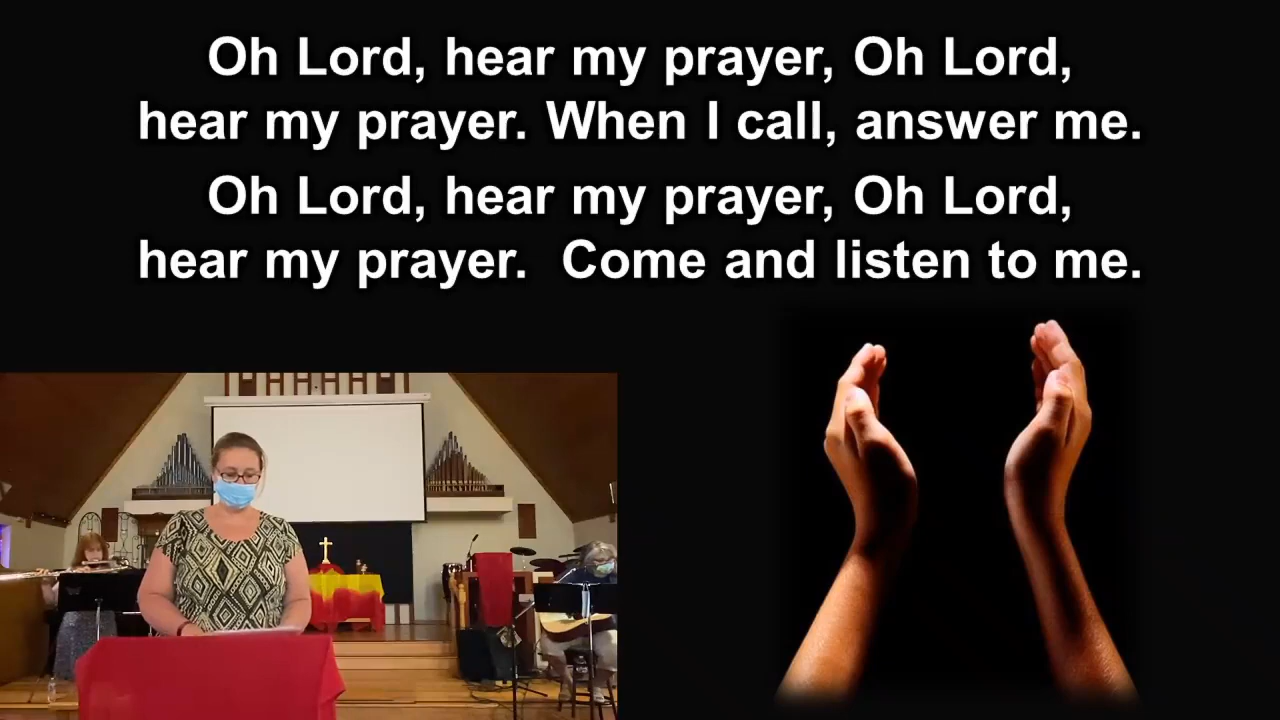 Oh Lord, hear my prayer, Oh Lord,
hear my prayer. When I call, answer me.
Oh Lord, hear my prayer, Oh Lord,
hear my prayer.  Come and listen to me.